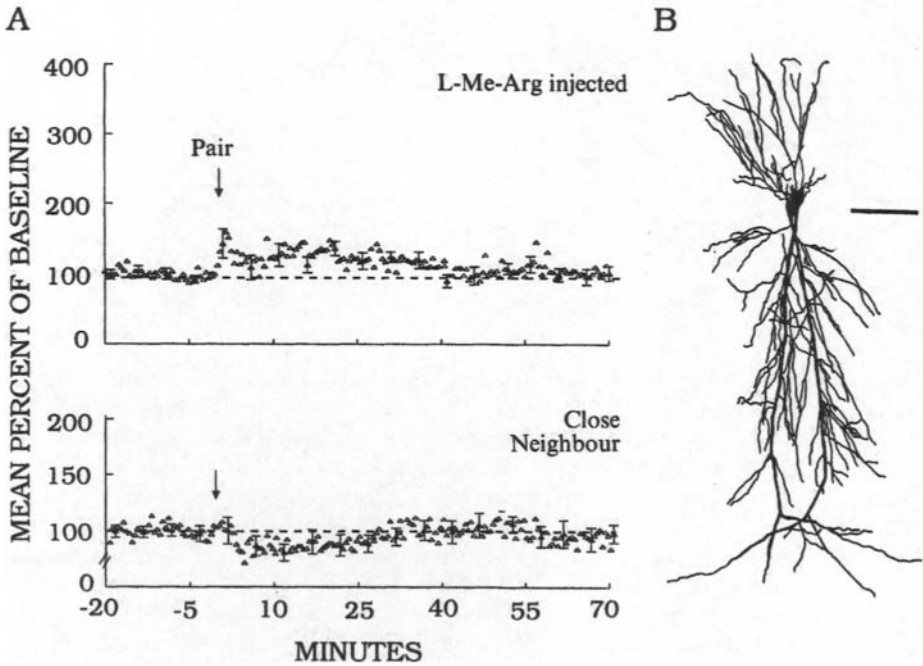 A
B
MEAN PERCENT OF BASELINE
400
300
200
100
0
L-Me-Arg injected
Pair
200
150
100
0
Close
Neighbour
-20 -5 10 25 40 55 70
MINUTES